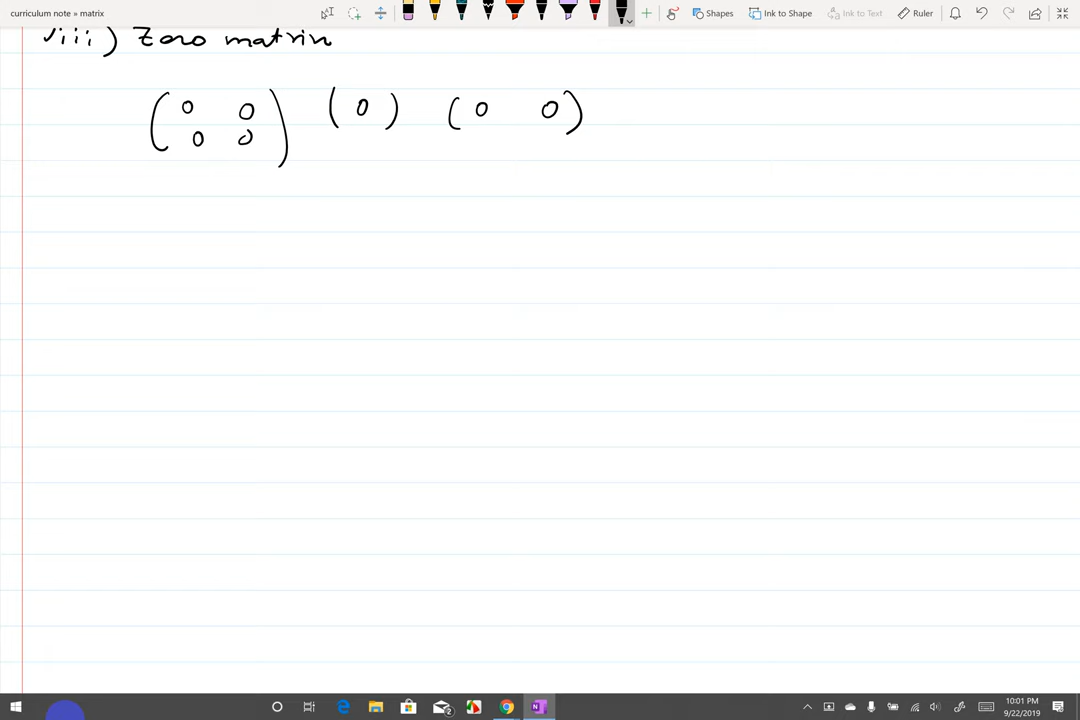 curriculum note » matrix
Shapes Ink to Shape Ink to Text Ruler
viii) Zero matrix
( 0 0 ) ( 0 ) ( 0 0 )
0 0
2
10:01 PM
9/22/2019